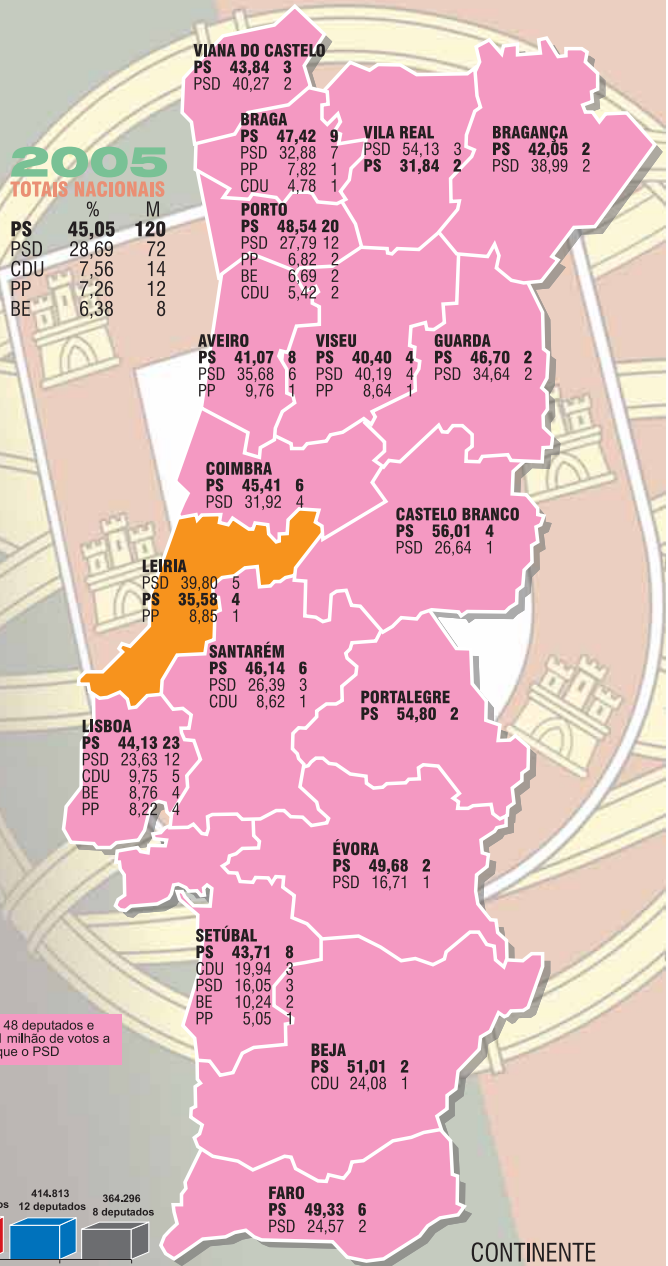 VIANA DO CASTELO
PS 43,84 3
PSD 40,27 2
BRAGA
PS 47,42 9
PSD 32,88 7
PP 7,82 1
CDU 4,78 1
VILA REAL
PSD 54,13 3
PS 31,84 2
BRAGANÇA
PS 42,05 2
PSD 38,99 2
2005
TOTAIS NACIONAIS
% M
PS 45,05 120
PSD 28,69 72
CDU 7,56 14
PP 7,26 12
BE 6,38 8
PORTO
PS 48,54 20
PSD 27,79 12
PP 6,82 2
BE 6,69 2
CDU 5,42 2
AVEIRO
PS 41,07 8
PSD 35,68 6
PP 9,76 1
VISEU
PS 40,40 4
PSD 40,19 4
PP 8,64 1
GUARDA
PS 46,70 2
PSD 34,64 2
COIMBRA
PS 45,41 6
PSD 31,92 4
CASTELO BRANCO
PS 56,01 4
PSD 26,64 1
LEIRIA
PSD 39,80 5
PS 35,58 4
PP 8,85 1
SANTARÉM
PS 46,14 6
PSD 26,39 3
CDU 8,62 1
PORTALEGRE
PS 54,80 2
LISBOA
PS 44,13 23
PSD 23,63 12
CDU 9,75 5
BE 8,76 4
PP 8,22 4
ÉVORA
PS 49,68 2
PSD 16,71 1
SETÚBAL
PS 43,71 8
CDU 19,94 3
PSD 16,05 3
BE 10,24 2
PP 5,05 1
48 deputados e
1 milhão de votos a
que o PSD
BEJA
PS 51,01 2
CDU 24,08 1
414.813
12 deputados
364.296
8 deputados
FARO
PS 49,33 6
PSD 24,57 2
CONTINENTE